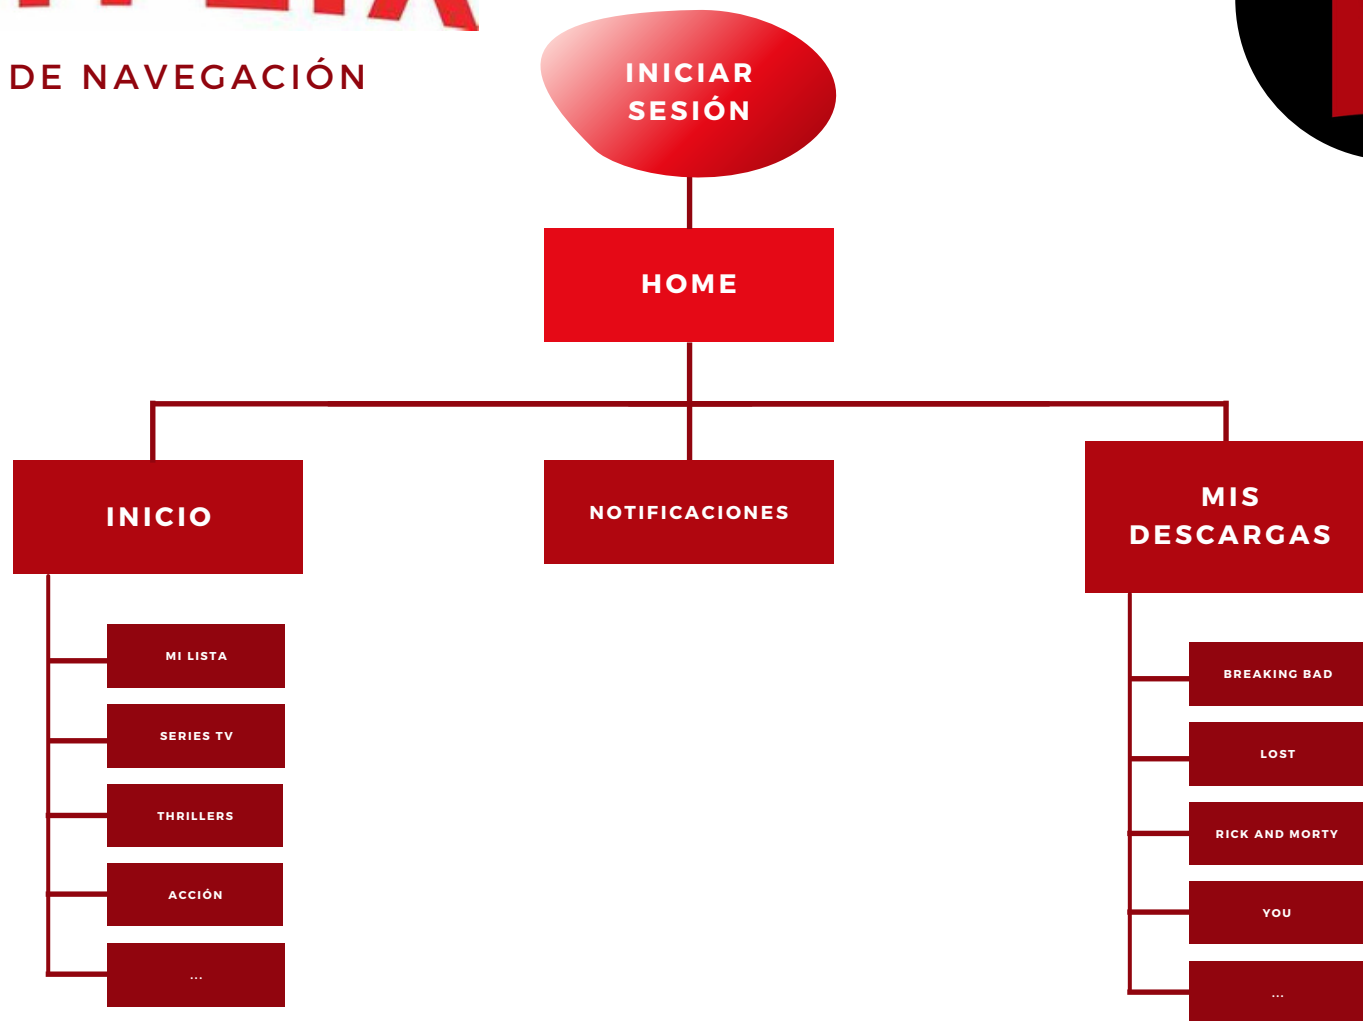 DE NAVEGACIÓN
INICIAR
SESIÓN
HOME
INICIO
NOTIFICACIONES
MIS
DESCARGAS
MI LISTA
SERIES TV
THRILLERS
ACCIÓN
...
BREAKING BAD
LOST
RICK AND MORTY
YOU
...